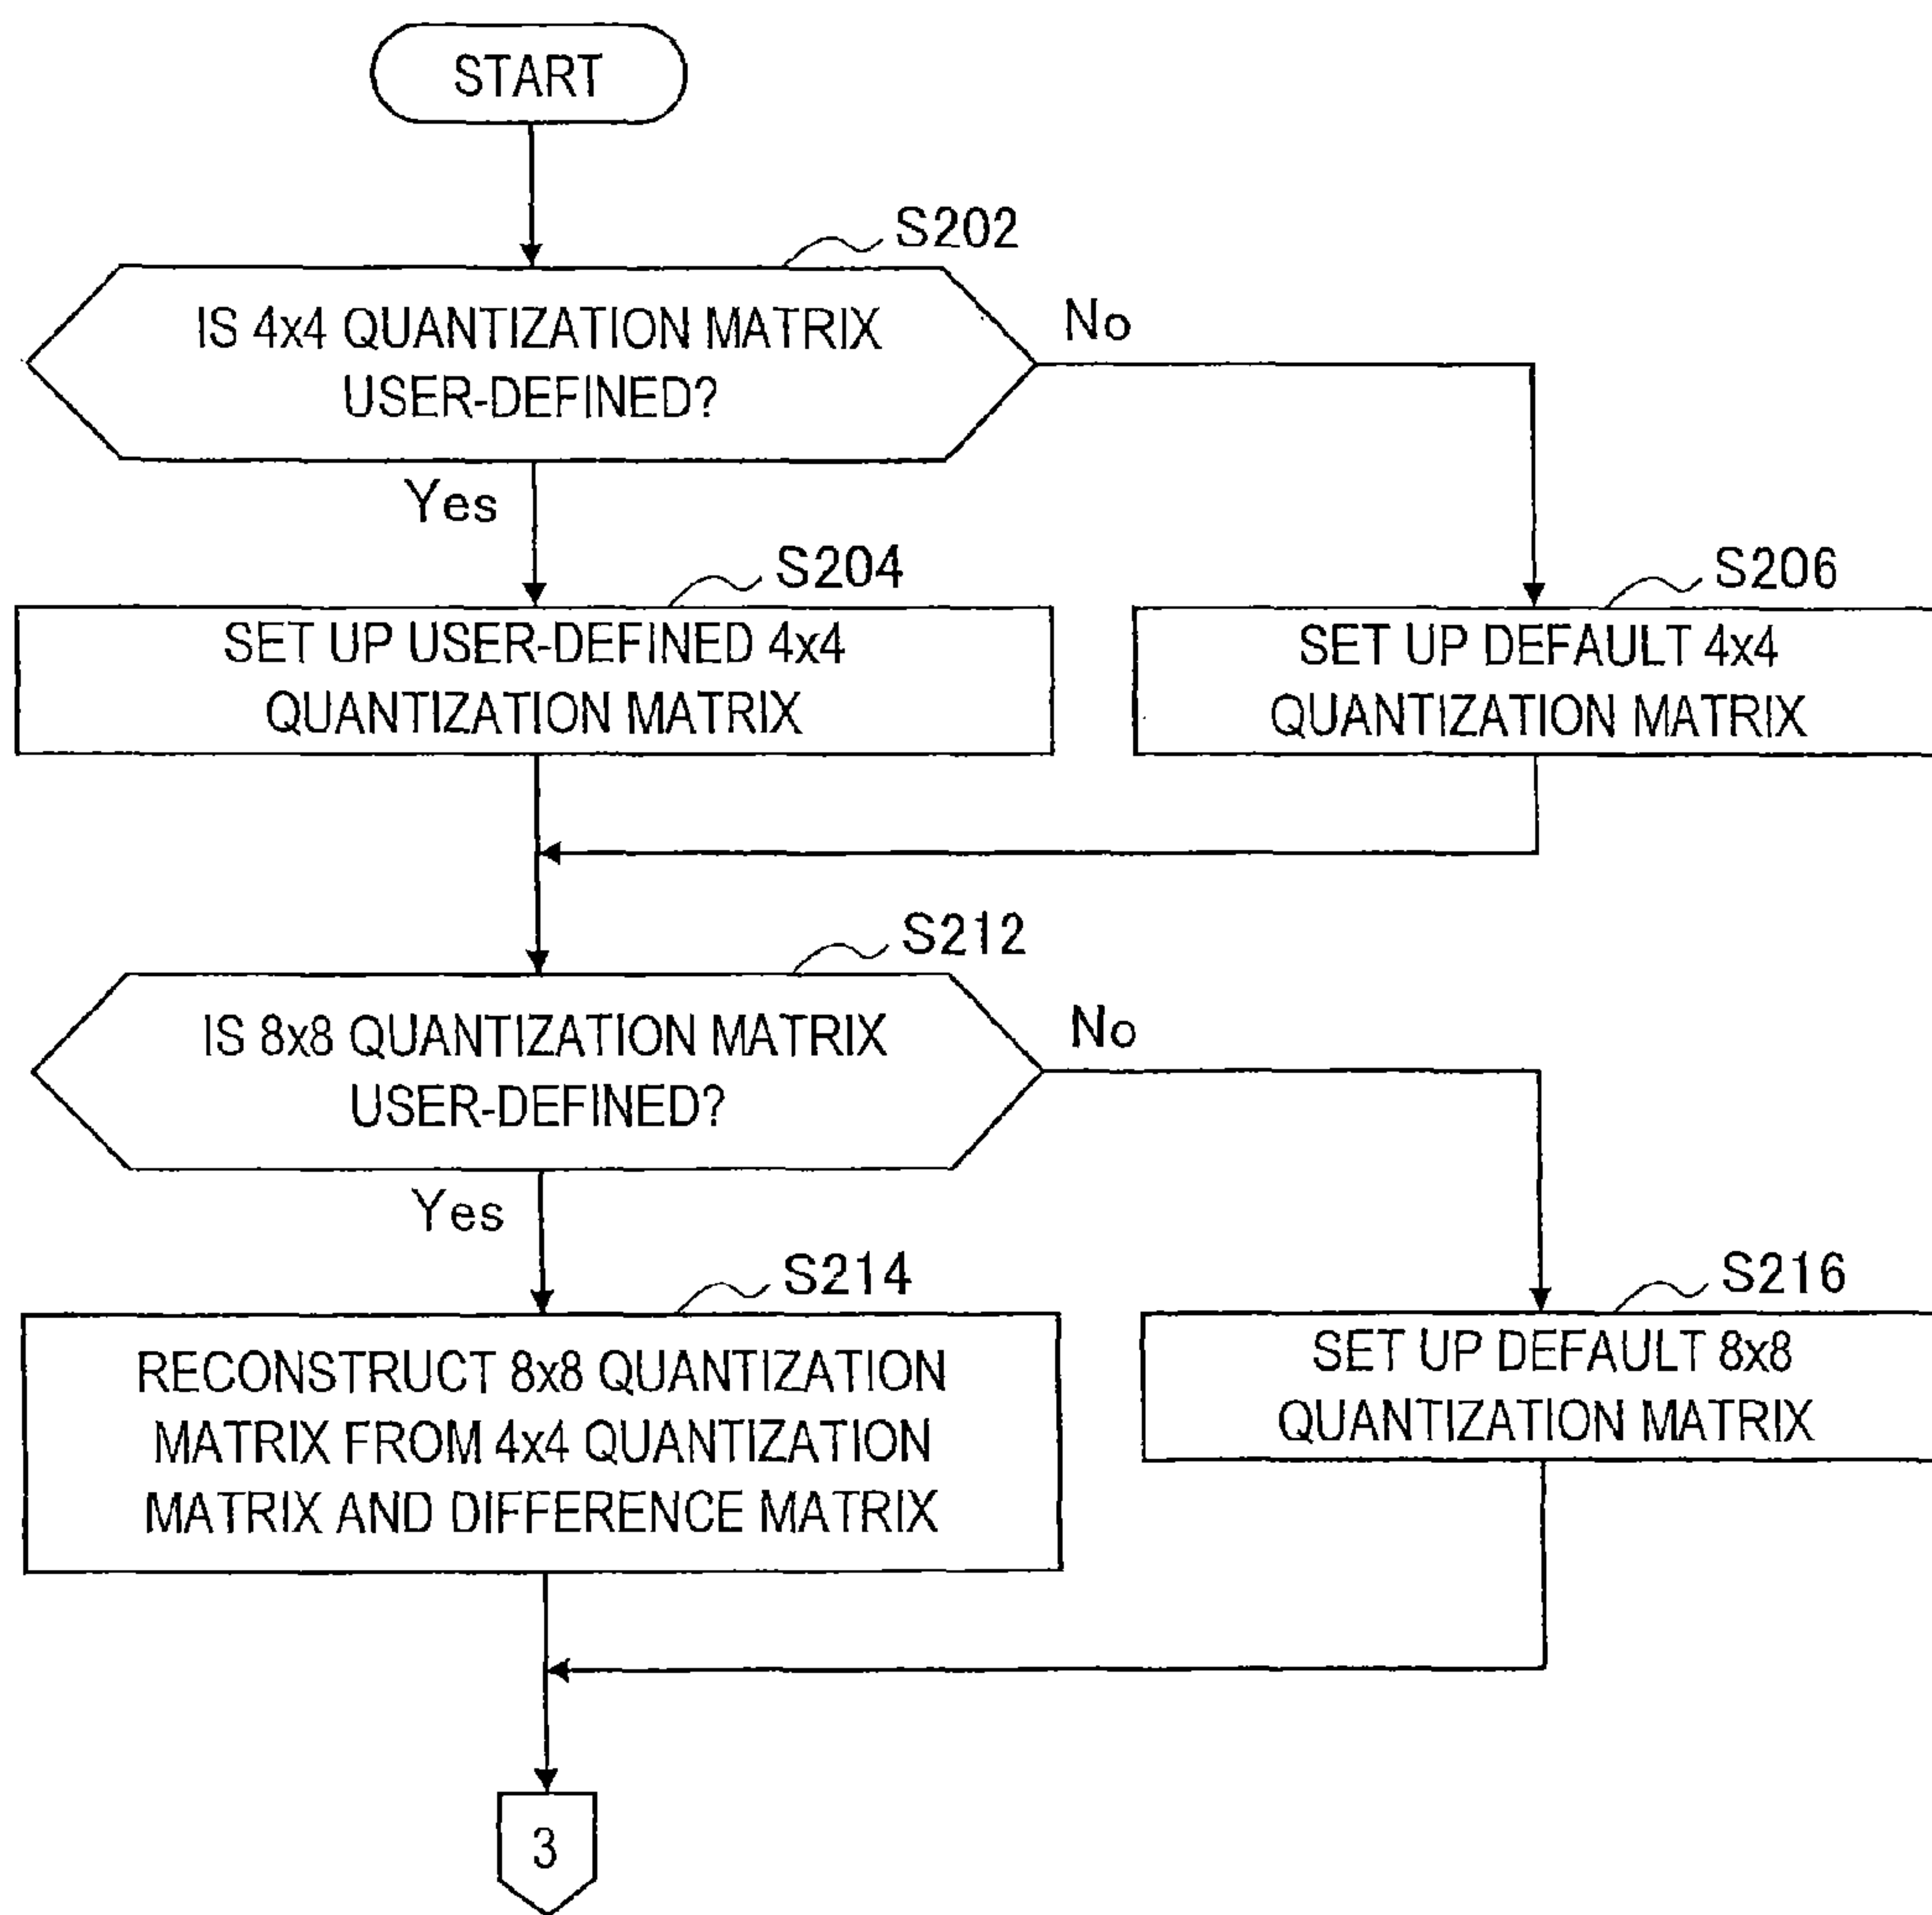 START
S202
IS 4x4 QUANTIZATION MATRIX
USER-DEFINED?
No
Yes
S204
SET UP USER-DEFINED 4x4
QUANTIZATION MATRIX
S206
SET UP DEFAULT 4x4
QUANTIZATION MATRIX
S212
IS 8x8 QUANTIZATION MATRIX
USER-DEFINED?
No
Yes
S214
RECONSTRUCT 8x8 QUANTIZATION
MATRIX FROM 4x4 QUANTIZATION
MATRIX AND DIFFERENCE MATRIX
S216
SET UP DEFAULT 8x8
QUANTIZATION MATRIX
3